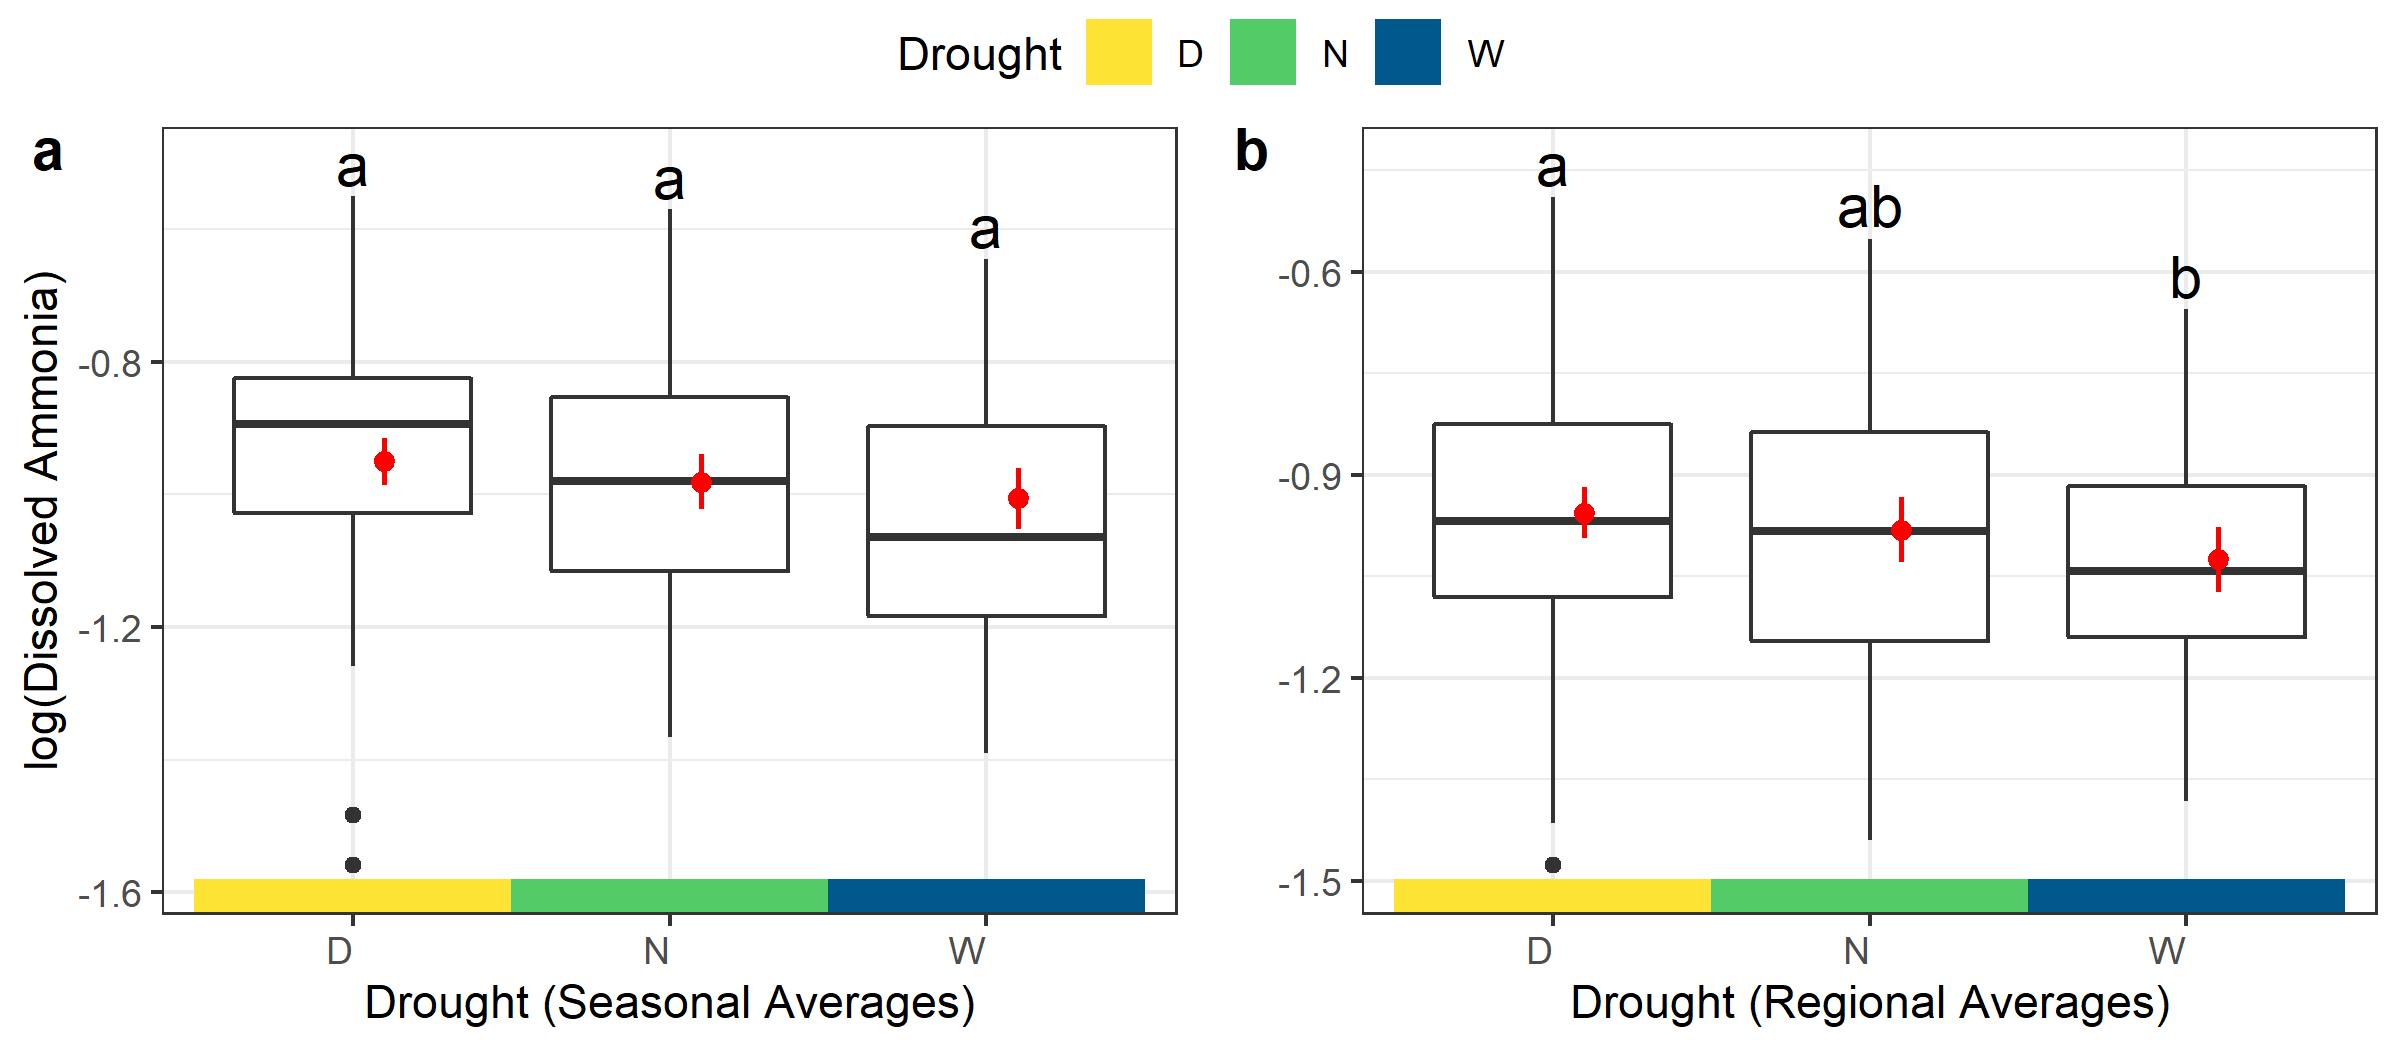 Drought D N W
a
a a a
log(Dissolved Ammonia)
-0.8
-1.2
-1.6
D N W
Drought (Seasonal Averages)
b
a ab b
-0.6
-0.9
-1.2
-1.5
D N W
Drought (Regional Averages)